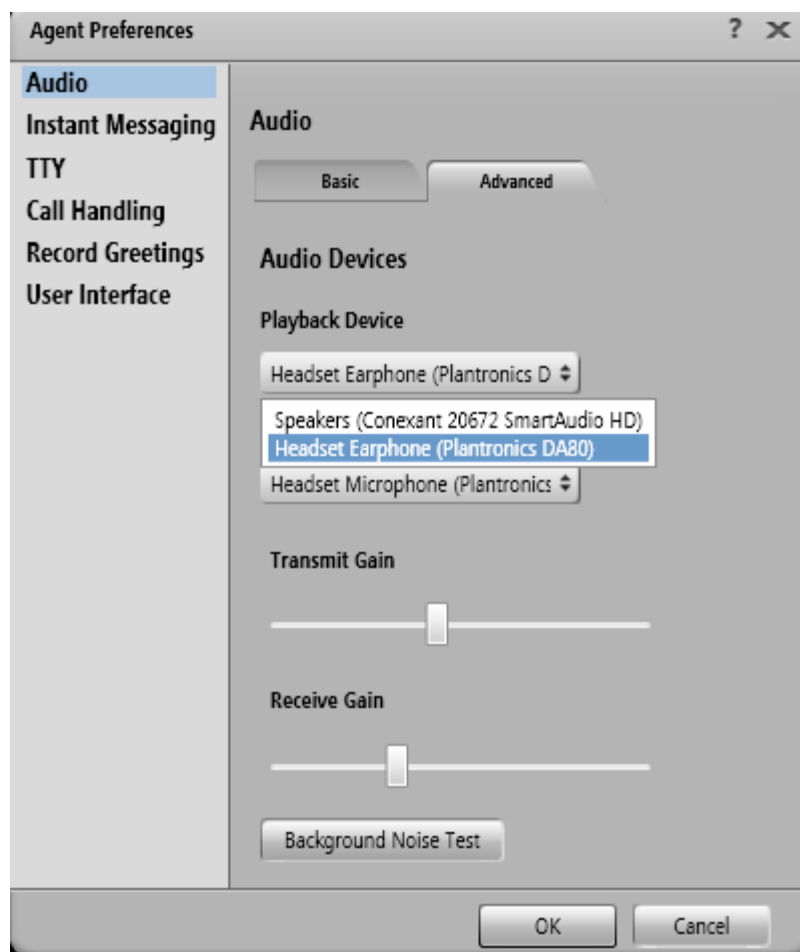 Agent Preferences ?
Audio
Instant Messaging
TTY
Call Handling
Record Greetings
User Interface
Audio
Basic Advanced
Audio Devices
Playback Device
Headset Earphone (Plantronics D
Speakers (Conexant 20672 SmartAudio HD)
Headset Earphone (Plantronics DA80)
Headset Microphone (Plantronics
Transmit Gain
Receive Gain
Background Noise Test
OK Cancel